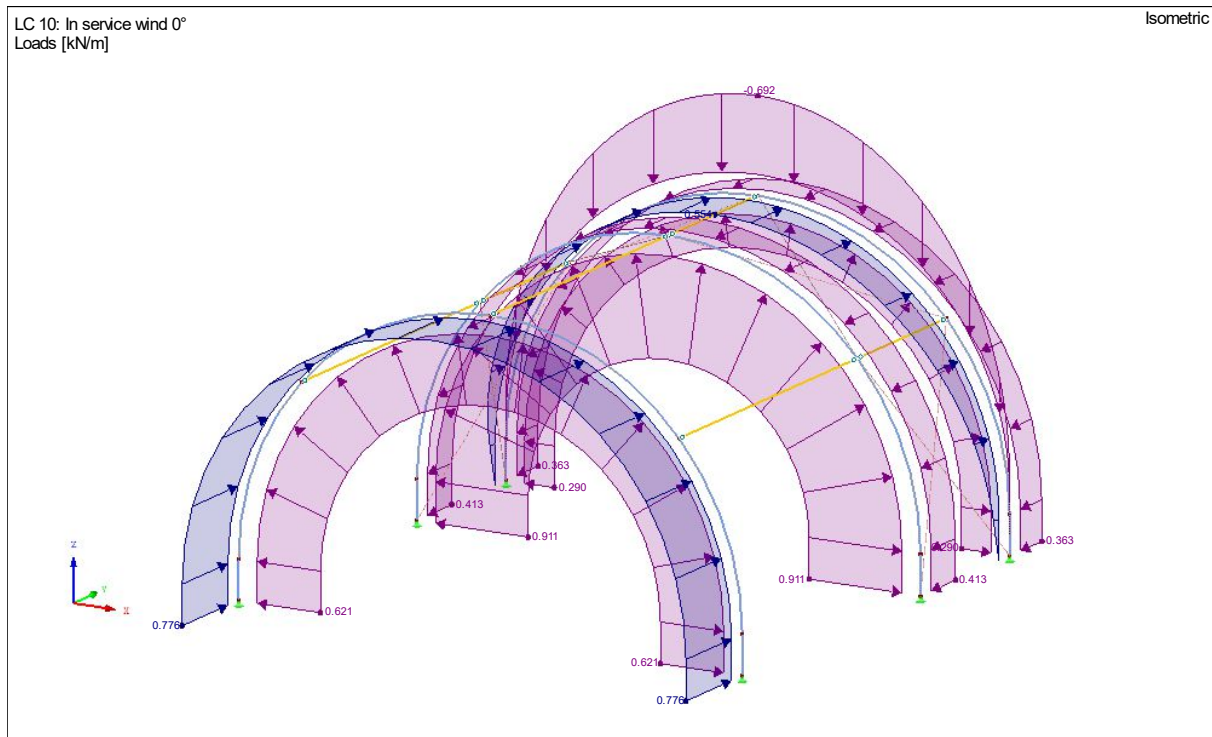 LC 10: In service wind 0°
Loads [kN/m]
Isometric
-0.692
0.554
0.363
0.290
0.413
0.911
0.290
0.363
0.911
0.413
0.621
0.776
0.621
0.776
Z
Y
X